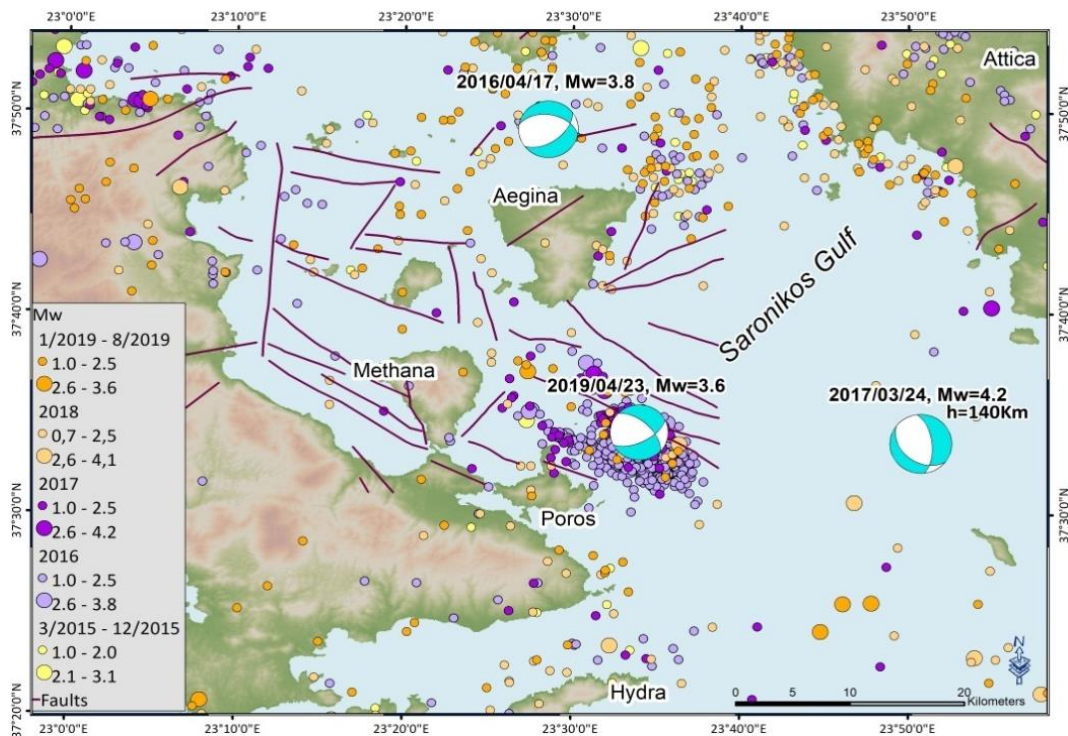 23°0'0"E 23°10'0"E 23°20'0"E 23°30'0"E 23°40'0"E 23°50'0"E
Attica
2016/04/17, Mw=3.8
37°50'0"N 37°50'0"N
Aegina
Saronikos Gulf
37°40'0"N 37°40'0"N
Methana
2019/04/23, Mw=3.6
2017/03/24, Mw=4.2
h=140Km
37°30'0"N 37°30'0"N
Poros
Hydra
Mw
1/2019 - 8/2019
1.0 - 2.5
2.6 - 3.6
2018
0,7 - 2,5
2,6 - 4,1
2017
1.0 - 2.5
2.6 - 4.2
2016
1.0 - 2.5
2.6 - 3.8
3/2015 - 12/2015
1.0 - 2.0
2.1 - 3.1
Faults
N
0 5 10 20
Kilometers
37°20'0"N 37°20'0"N
23°0'0"E 23°10'0"E 23°20'0"E 23°30'0"E 23°40'0"E 23°50'0"E